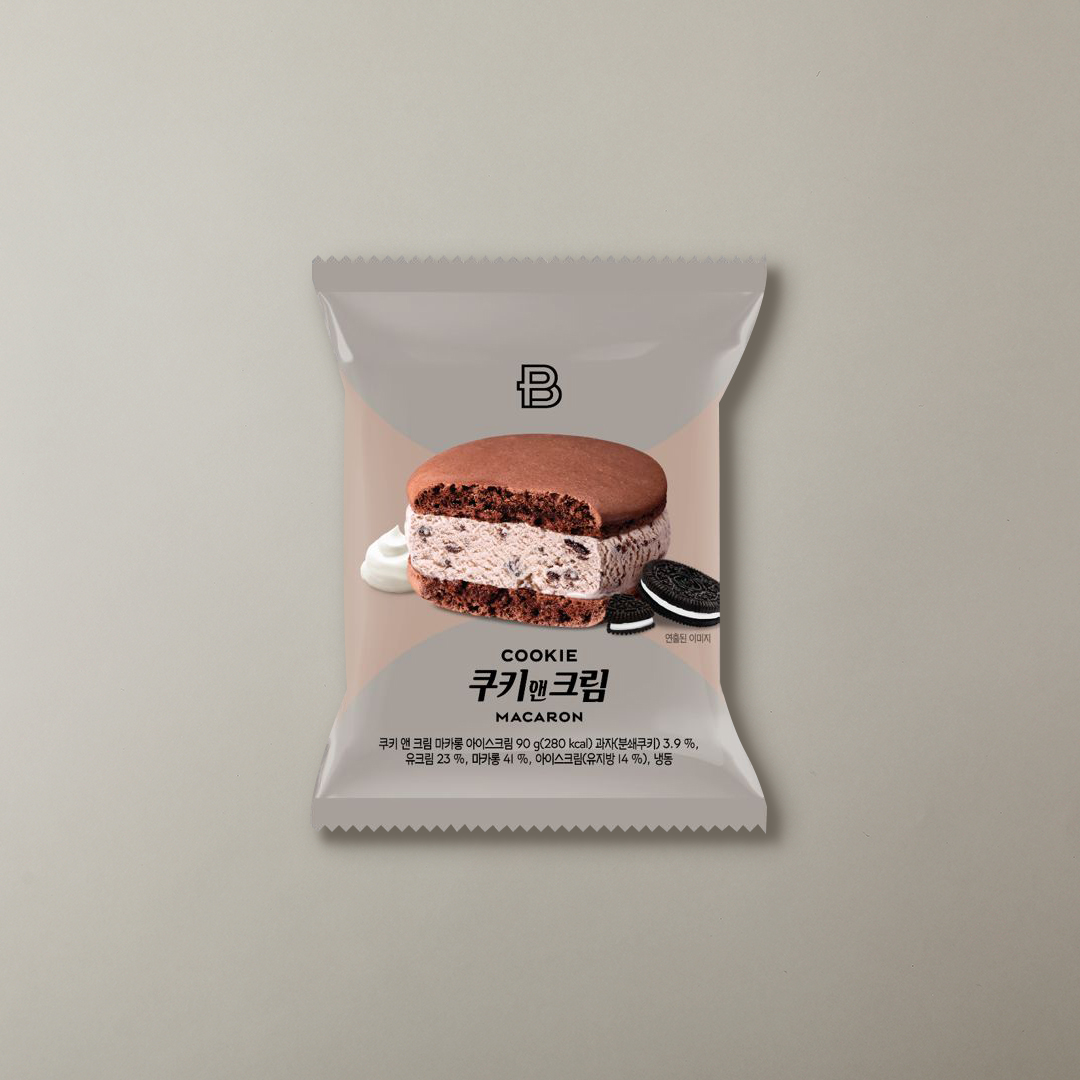 B
연출된 이미지
COOKIE
쿠키앤크림
MACARON
쿠키 앤 크림 마카롱 아이스크림 90 g(280 kcal) 과자(분쇄쿠키) 3.9 %,
유크림 23 %, 마카롱 41 %, 아이스크림(유지방 14 %), 냉동